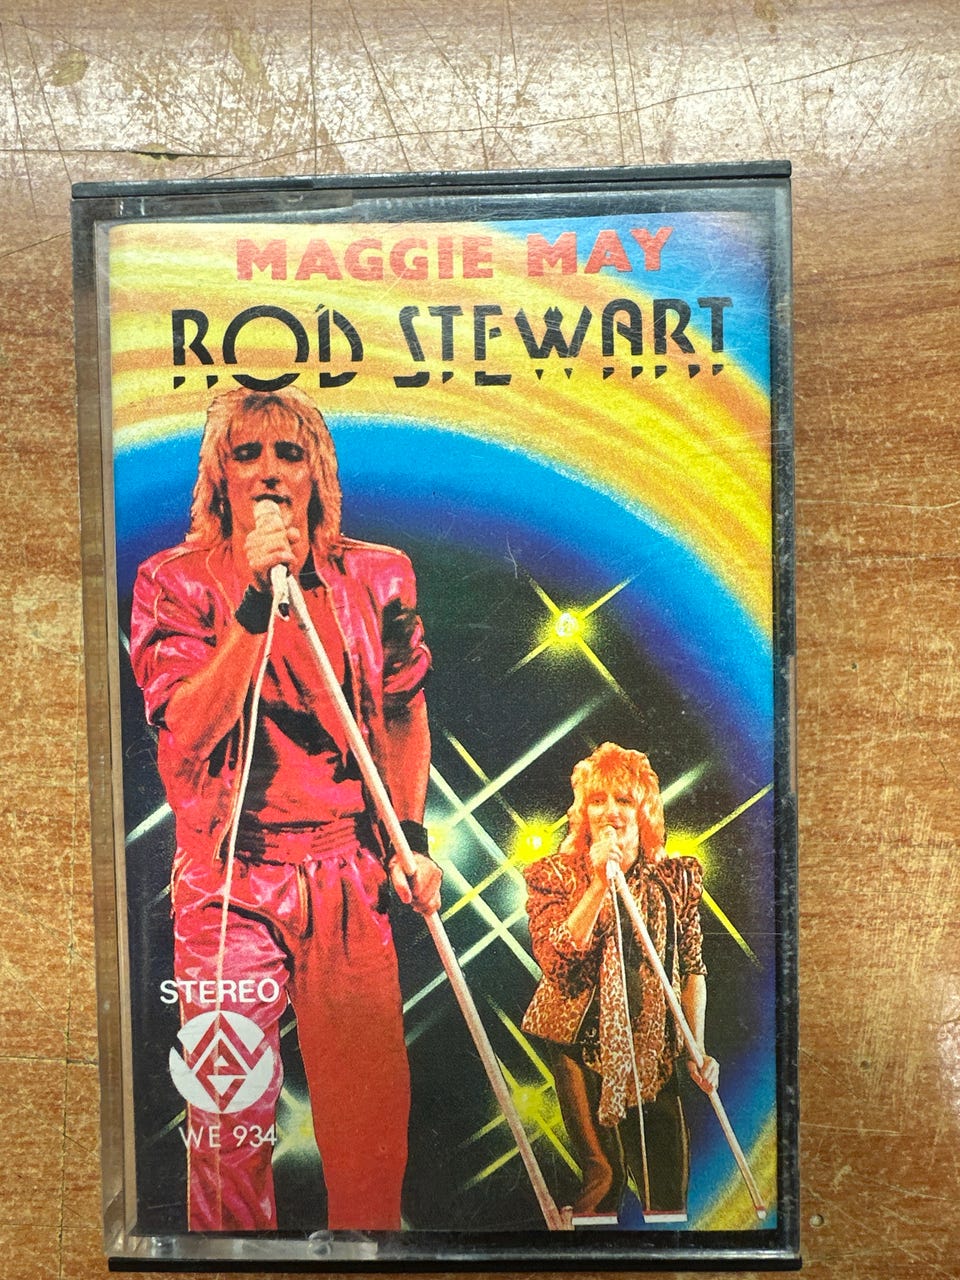 MAGGIE MAY
ROD STEWART
STEREO
WE 934